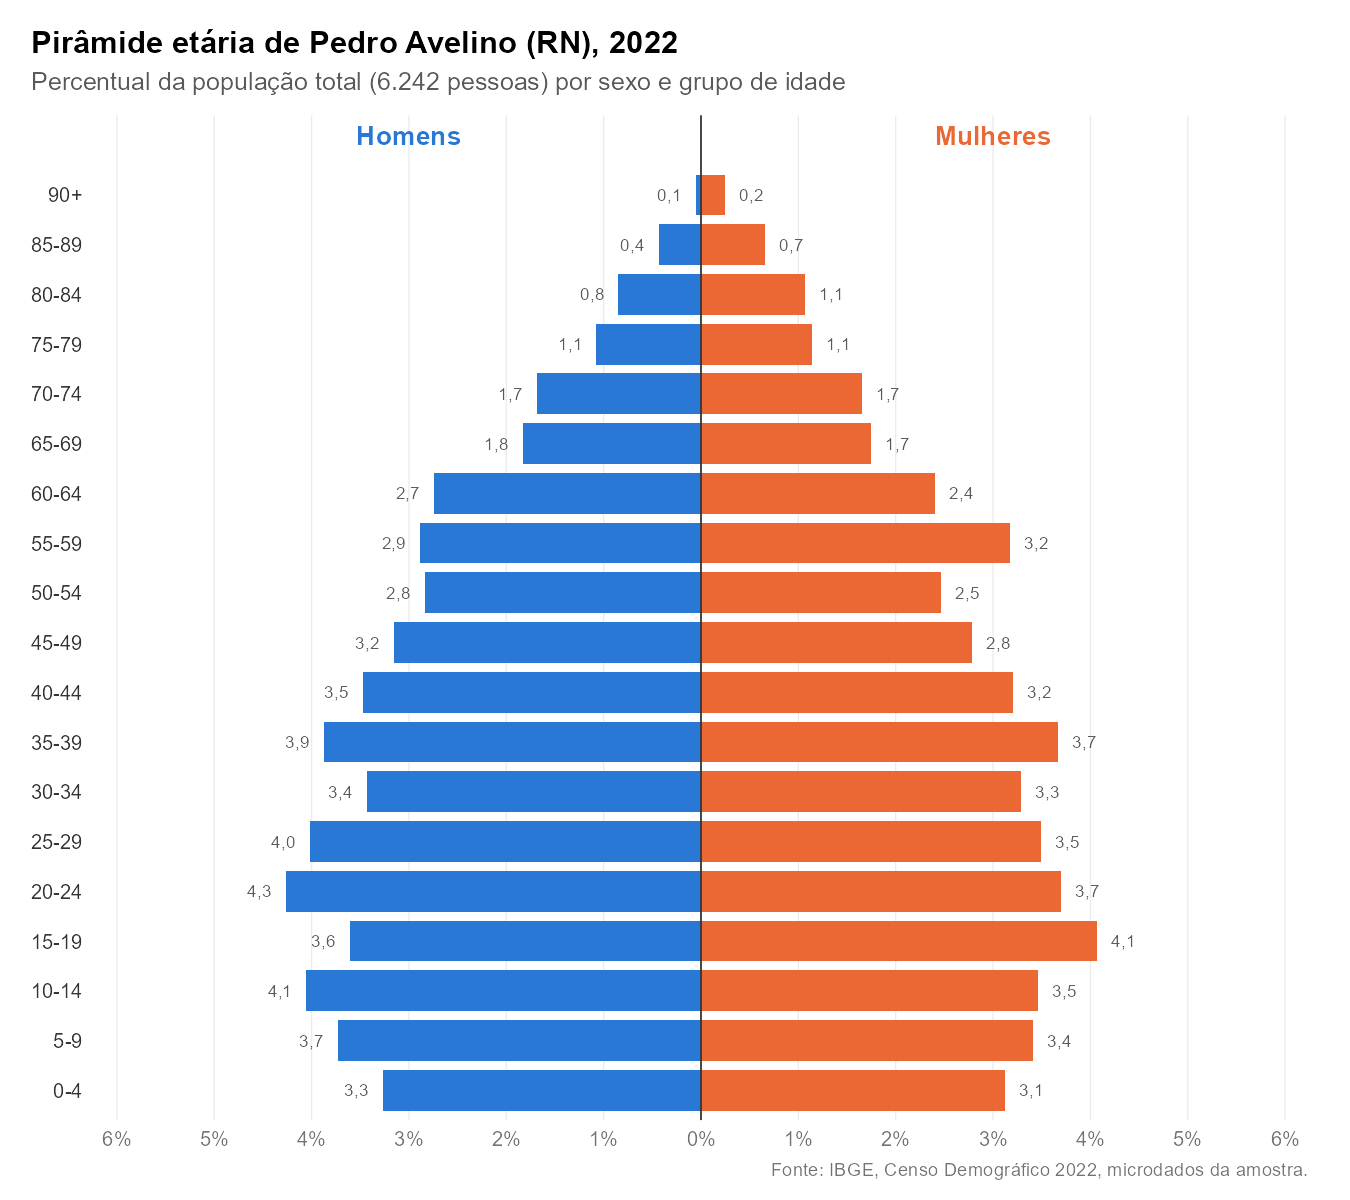 Pirâmide etária de Pedro Avelino (RN), 2022
Percentual da população total (6.242 pessoas) por sexo e grupo de idade
Homens Mulheres
90+ 0,1 0,2
85-89 0,4 0,7
80-84 0,8 1,1
75-79 1,1 1,1
70-74 1,7 1,7
65-69 1,8 1,7
60-64 2,7 2,4
55-59 2,9 3,2
50-54 2,8 2,5
45-49 3,2 2,8
40-44 3,5 3,2
35-39 3,9 3,7
30-34 3,4 3,3
25-29 4,0 3,5
20-24 4,3 3,7
15-19 3,6 4,1
10-14 4,1 3,5
5-9 3,7 3,4
0-4 3,3 3,1
6% 5% 4% 3% 2% 1% 0% 1% 2% 3% 4% 5% 6%
Fonte: IBGE, Censo Demográfico 2022, microdados da amostra.